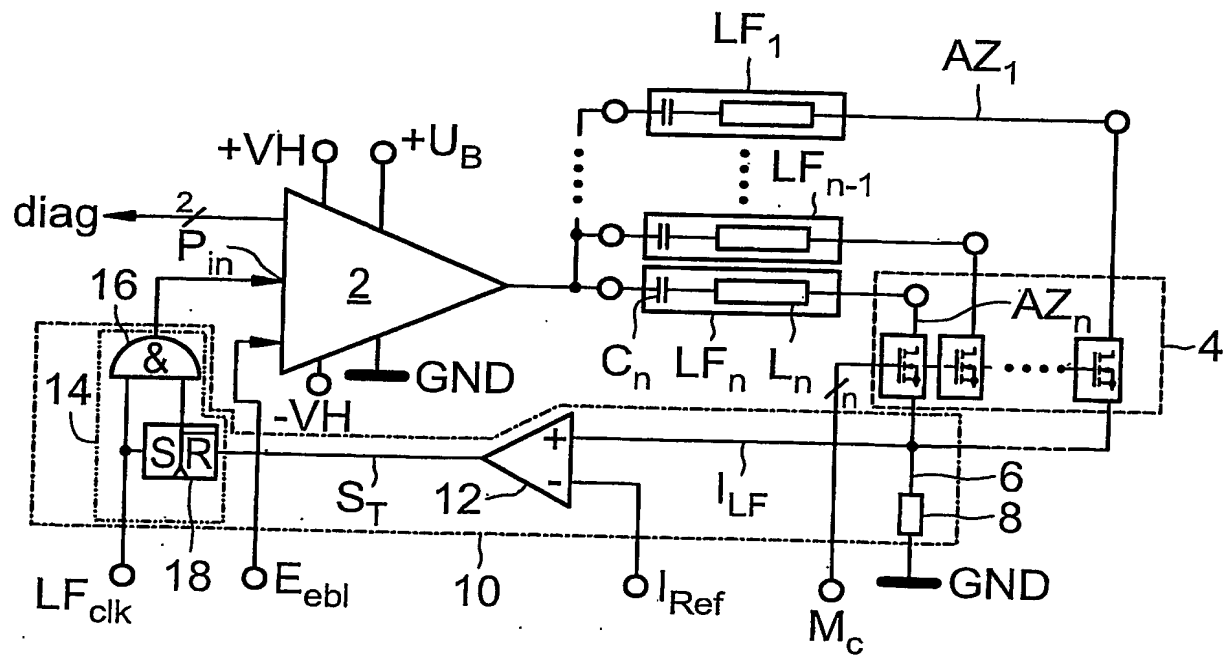 LF1
AZ1
+VH
+UB
LFn-1
2
diag
Pin
2
16
&
AZn
4
GND
Cn
LFn
Ln
n
14
-VH
S R
+
-
ST
12
ILF
6
8
18
10
GND
LFclk
Eebl
IRef
Mc